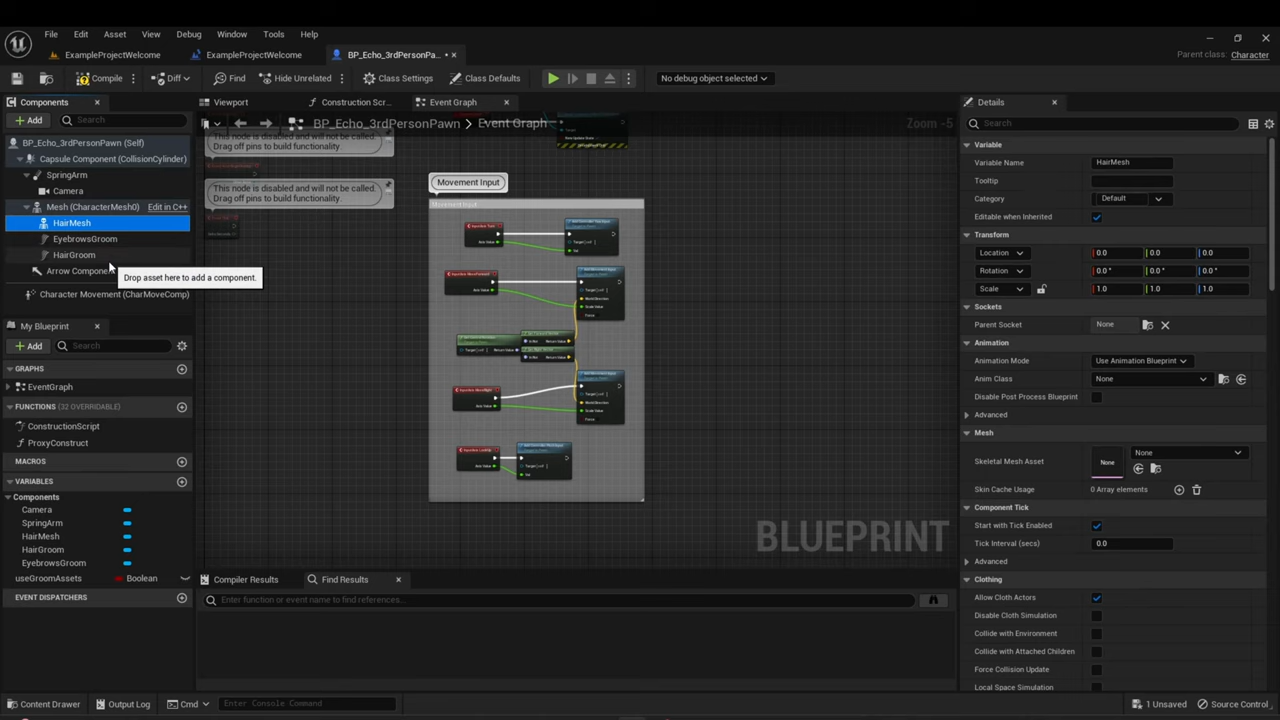 File Edit Asset View Debug Window Tools Help
ExampleProjectWelcome ExampleProjectWelcome BP_Echo_3rdPersonPaw...
Parent class: Character
Compile Diff Find Hide Unrelated Class Settings Class Defaults No debug object selected
Components
Add Search
BP_Echo_3rdPersonPawn (Self)
Capsule Component (CollisionCylinder)
SpringArm
Camera
Mesh (CharacterMesh0) Edit in C++
HairMesh
EyebrowsGroom
HairGroom
Arrow Componen
Drop asset here to add a component.
Character Movement (CharMoveComp)
My Blueprint
Add Search
GRAPHS
EventGraph
FUNCTIONS (32 OVERRIDABLE)
ConstructionScript
ProxyConstruct
MACROS
VARIABLES
Components
Camera
SpringArm
HairMesh
HairGroom
EyebrowsGroom
useGroomAssets Boolean
EVENT DISPATCHERS
Viewport Construction Scr... Event Graph
BP_Echo_3rdPersonPawn > Event Graph Zoom -5
This node is disabled and will not be called.
Drag off pins to build functionality.
This node is disabled and will not be called.
Drag off pins to build functionality.
Movement Input
Movement Input
BLUEPRINT
Compiler Results Find Results
Enter function or event name to find references...
Details
Search
Variable
Variable Name HairMesh
Tooltip
Category Default
Editable when Inherited
Transform
Location 0.0 0.0 0.0
Rotation 0.0 ° 0.0 ° 0.0 °
Scale 1.0 1.0 1.0
Sockets
Parent Socket None
Animation
Animation Mode Use Animation Blueprint
Anim Class None
Disable Post Process Blueprint
Advanced
Mesh
Skeletal Mesh Asset None None
Skin Cache Usage 0 Array elements
Component Tick
Start with Tick Enabled
Tick Interval (secs) 0.0
Advanced
Clothing
Allow Cloth Actors
Disable Cloth Simulation
Collide with Environment
Collide with Attached Children
Force Collision Update
Local Space Simulation
Content Drawer Output Log Cmd Enter Console Command 1 Unsaved Source Control